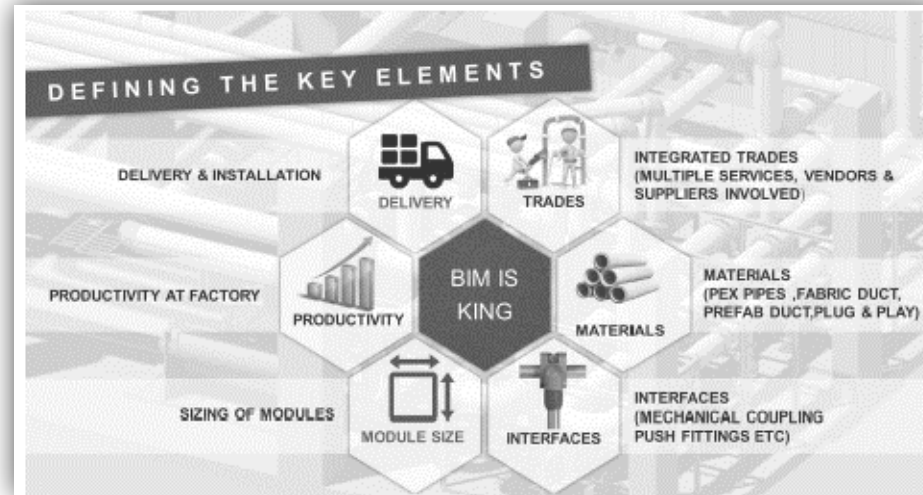 DEFINING THE KEY ELEMENTS
DELIVERY & INSTALLATION
DELIVERY
TRADES
INTEGRATED TRADES
(MULTIPLE SERVICES, VENDORS &
SUPPLIERS INVOLVED)
PRODUCTIVITY AT FACTORY
PRODUCTIVITY
BIM IS
KING
MATERIALS
MATERIALS
(PEX PIPES ,FABRIC DUCT,
PREFAB DUCT,PLUG & PLAY)
SIZING OF MODULES
MODULE SIZE
INTERFACES
INTERFACES
(MECHANICAL COUPLING
PUSH FITTINGS ETC)